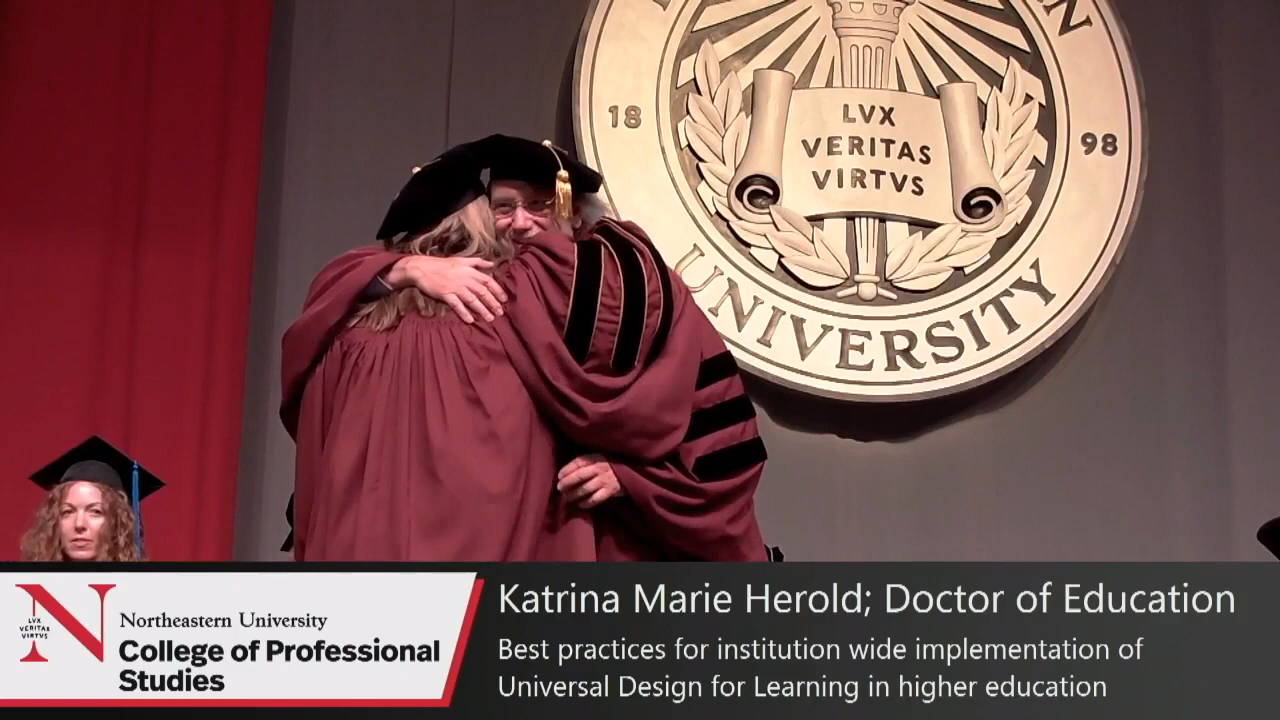 18
98
LVX
VERITAS
VIRTVS
UNIVERSITY
N
LVX
VERITAS
VIRTVS
Northeastern University
College of Professional
Studies
Katrina Marie Herold; Doctor of Education
Best practices for institution wide implementation of
Universal Design for Learning in higher education